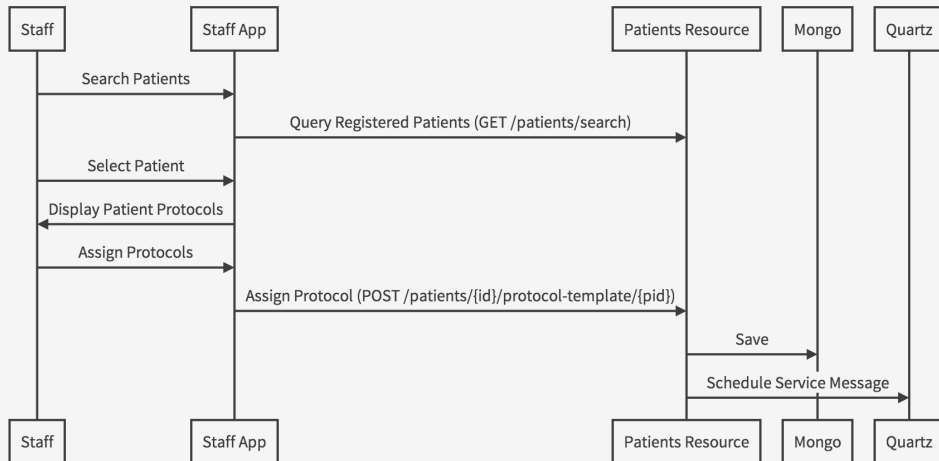 Staff
Staff App
Patients Resource
Mongo
Quartz
Search Patients
Query Registered Patients (GET /patients/search)
Select Patient
Display Patient Protocols
Assign Protocols
Assign Protocol (POST /patients/{id}/protocol-template/{pid})
Save
Schedule Service Message
Staff
Staff App
Patients Resource
Mongo
Quartz